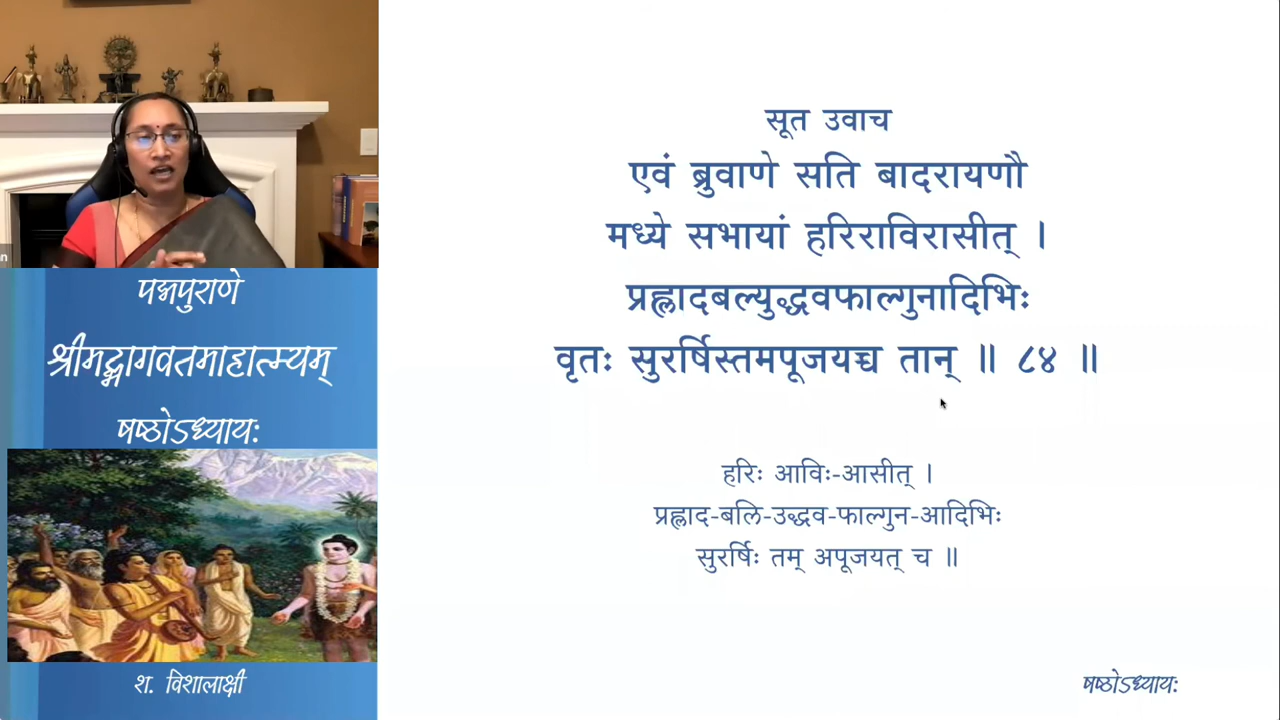 सूत उवाच
एवं ब्रुवाणे सति बादरायणौ
मध्ये सभायां हरिराविरासीत् ।
प्रह्लादबल्युद्धवफाल्गुनादिभिः
वृतः सुरर्षिस्तमपूजयच्च तान् ॥ ८४ ॥
हरिः आविः-आसीत् ।
प्रह्लाद-बलि-उद्धव-फाल्गुन-आदिभिः
सुरर्षिः तम् अपूजयत् च ॥
षष्ठोऽध्यायः
पद्मपुराणे
श्रीमद्भागवतमाहात्म्यम्
षष्ठोऽध्यायः
श. विशालाक्षी